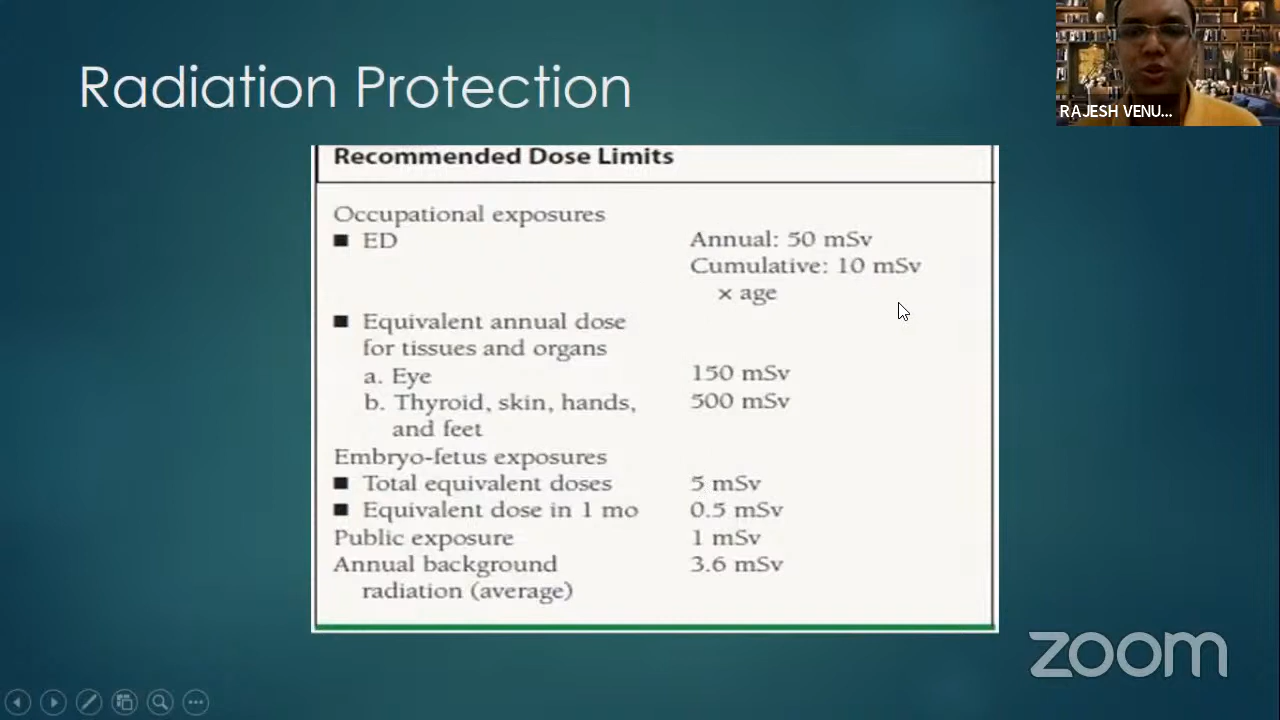 Radiation Protection
RAJESH VENU...
Recommended Dose Limits
Occupational exposures
■ ED Annual: 50 mSv
Cumulative: 10 mSv
x age
■ Equivalent annual dose
for tissues and organs
a. Eye 150 mSv
b. Thyroid, skin, hands, 500 mSv
and feet
Embryo-fetus exposures
■ Total equivalent doses 5 mSv
■ Equivalent dose in 1 mo 0.5 mSv
Public exposure 1 mSv
Annual background 3.6 mSv
radiation (average)
zoom